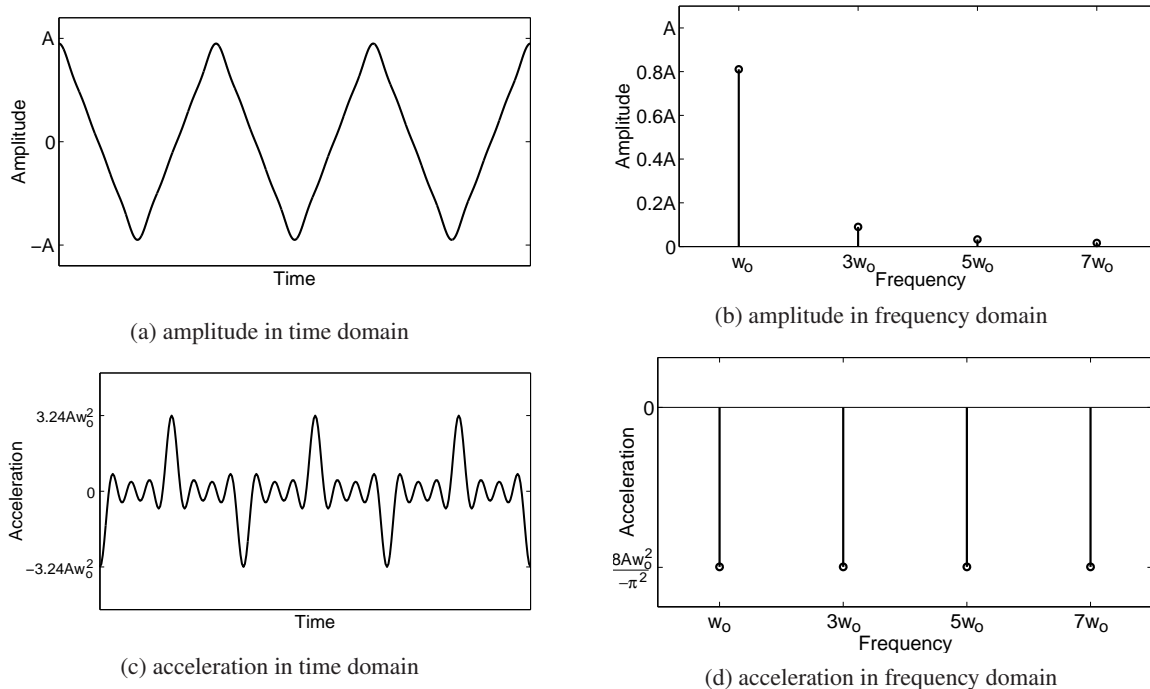 A
0
−A
Amplitude
Time
(a) amplitude in time domain
A
0.8A
0.6A
0.4A
0.2A
0
Amplitude
w_o 3w_o 5w_o 7w_o
Frequency
(b) amplitude in frequency domain
3.24Aw_o^2
0
−3.24Aw_o^2
Acceleration
Time
(c) acceleration in time domain
0
8Aw_o^2
−π^2
Acceleration
w_o 3w_o 5w_o 7w_o
Frequency
(d) acceleration in frequency domain